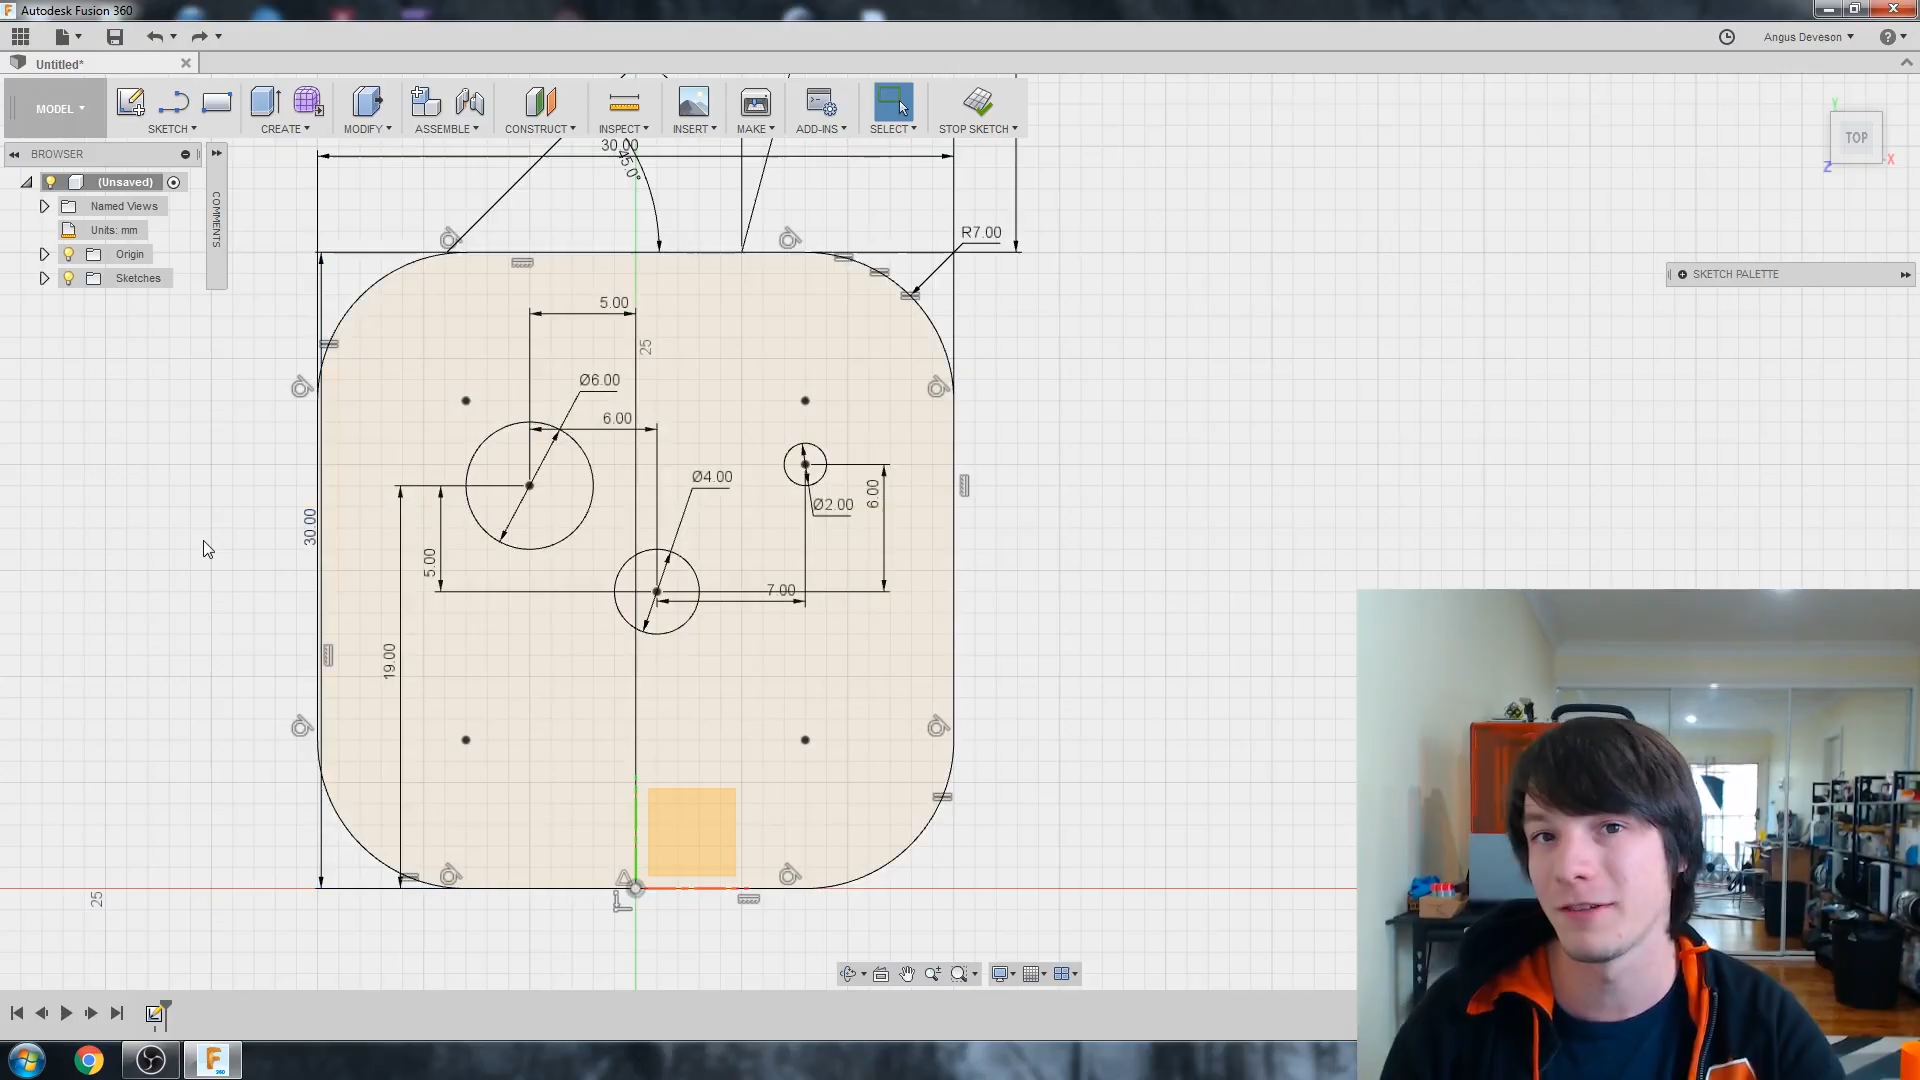 Autodesk Fusion 360
Angus Deveson
Untitled*
MODEL
SKETCH
CREATE
MODIFY
ASSEMBLE
CONSTRUCT
INSPECT
INSERT
MAKE
ADD-INS
SELECT
STOP SKETCH
BROWSER
(Unsaved)
Named Views
Units: mm
Origin
Sketches
COMMENTS
TOP
Y
X
Z
SKETCH PALETTE
30.00
45.0°
R7.00
5.00
25
Ø6.00
6.00
Ø4.00
Ø2.00
6.00
30.00
5.00
7.00
19.00
25
F
360